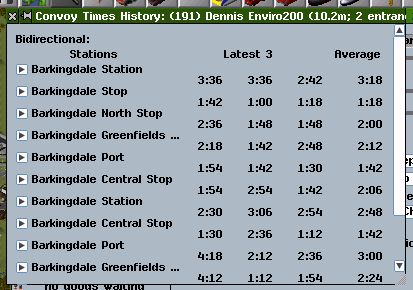 Convoy Times History: (191) Dennis Enviro200 (10.2m; 2 entran
Bidirectional:
Stations Latest 3 Average
Barkingdale Station
3:36 3:36 2:42 3:18
Barkingdale Stop
1:42 1:00 1:18 1:18
Barkingdale North Stop
2:36 1:48 1:48 2:00
Barkingdale Greenfields ...
2:18 1:42 2:48 2:12
Barkingdale Port
1:54 1:42 1:30 1:42
Barkingdale Central Stop
1:54 2:54 1:42 2:06
Barkingdale Station
2:30 3:06 2:54 2:48
Barkingdale Central Stop
1:30 2:36 1:12 1:42
Barkingdale Port
4:18 2:12 2:36 3:00
Barkingdale Greenfields ...
4:12 1:12 1:54 2:24
no goods waiting